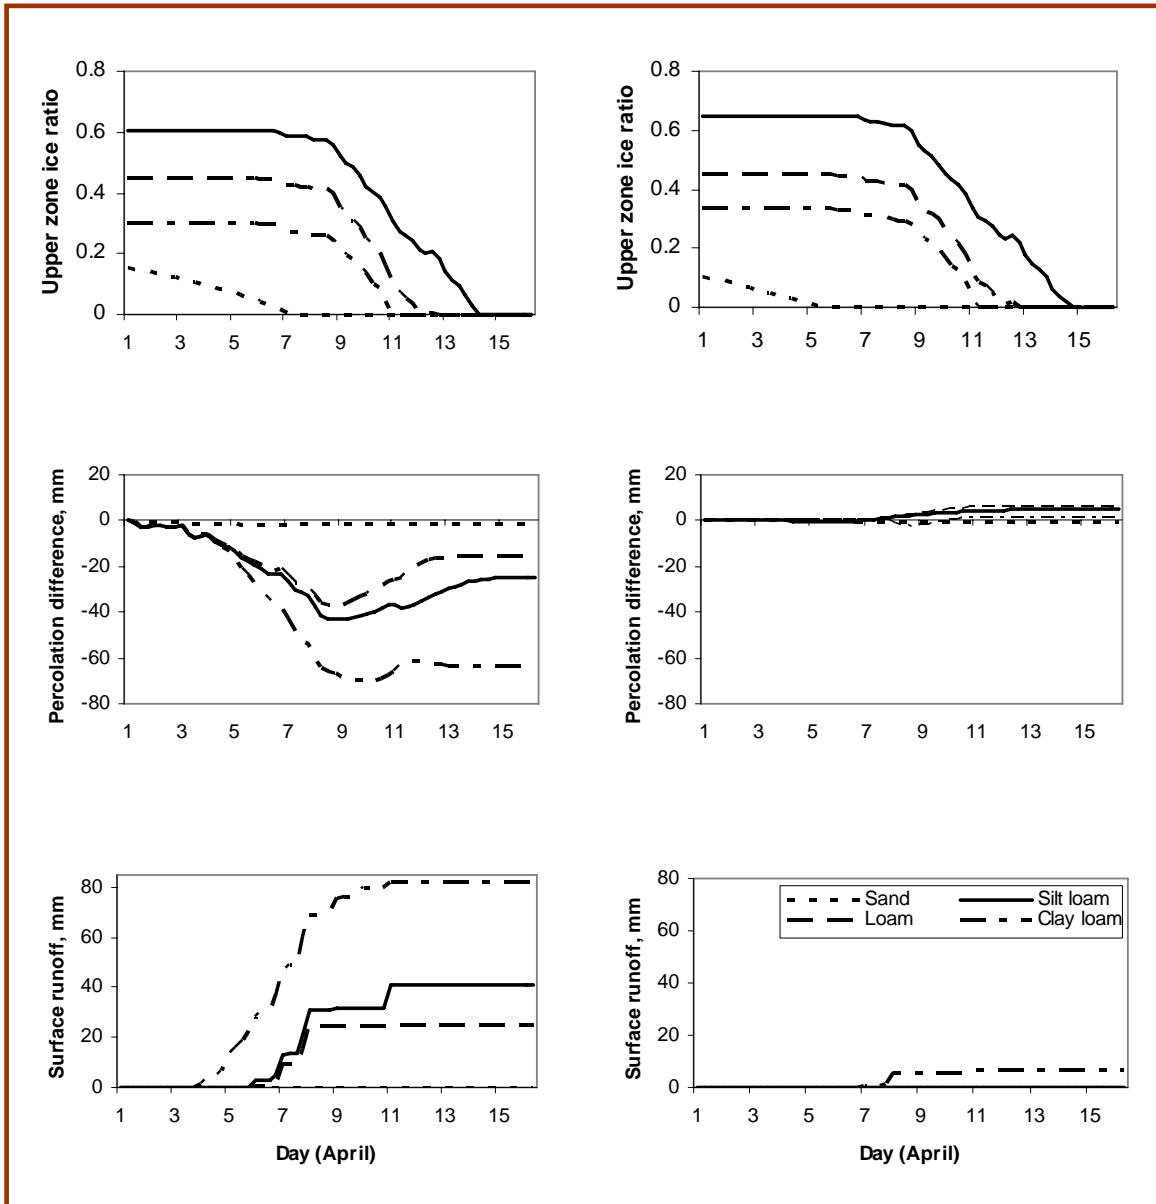 Upper zone ice ratio
0.8
0.6
0.4
0.2
0
1 3 5 7 9 11 13 15
Upper zone ice ratio
0.8
0.6
0.4
0.2
0
1 3 5 7 9 11 13 15
Percolation difference, mm
20
0
-20
-40
-60
-80
1 3 5 7 9 11 13 15
Percolation difference, mm
20
0
-20
-40
-60
-80
1 3 5 7 9 11 13 15
Surface runoff, mm
80
60
40
20
0
1 3 5 7 9 11 13 15
Day (April)
Surface runoff, mm
80
60
40
20
0
Sand Silt loam
Loam Clay loam
1 3 5 7 9 11 13 15
Day (April)